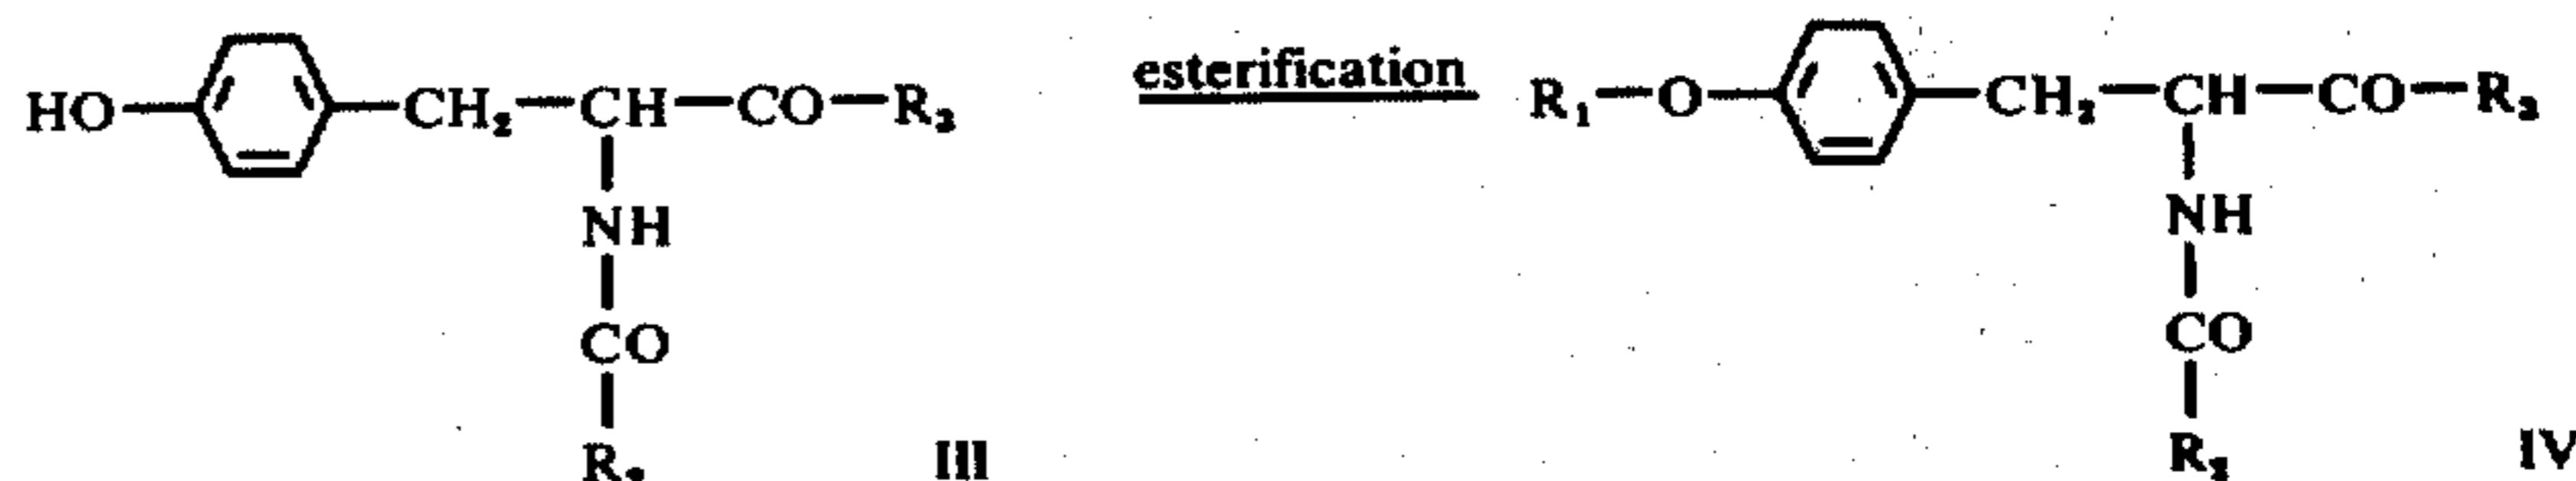 HO—CH₂—CH—CO—R₃ esterification R₁—O—CH₂—CH—CO—R₃
NH NH
CO CO
R₂ III R₂ IV